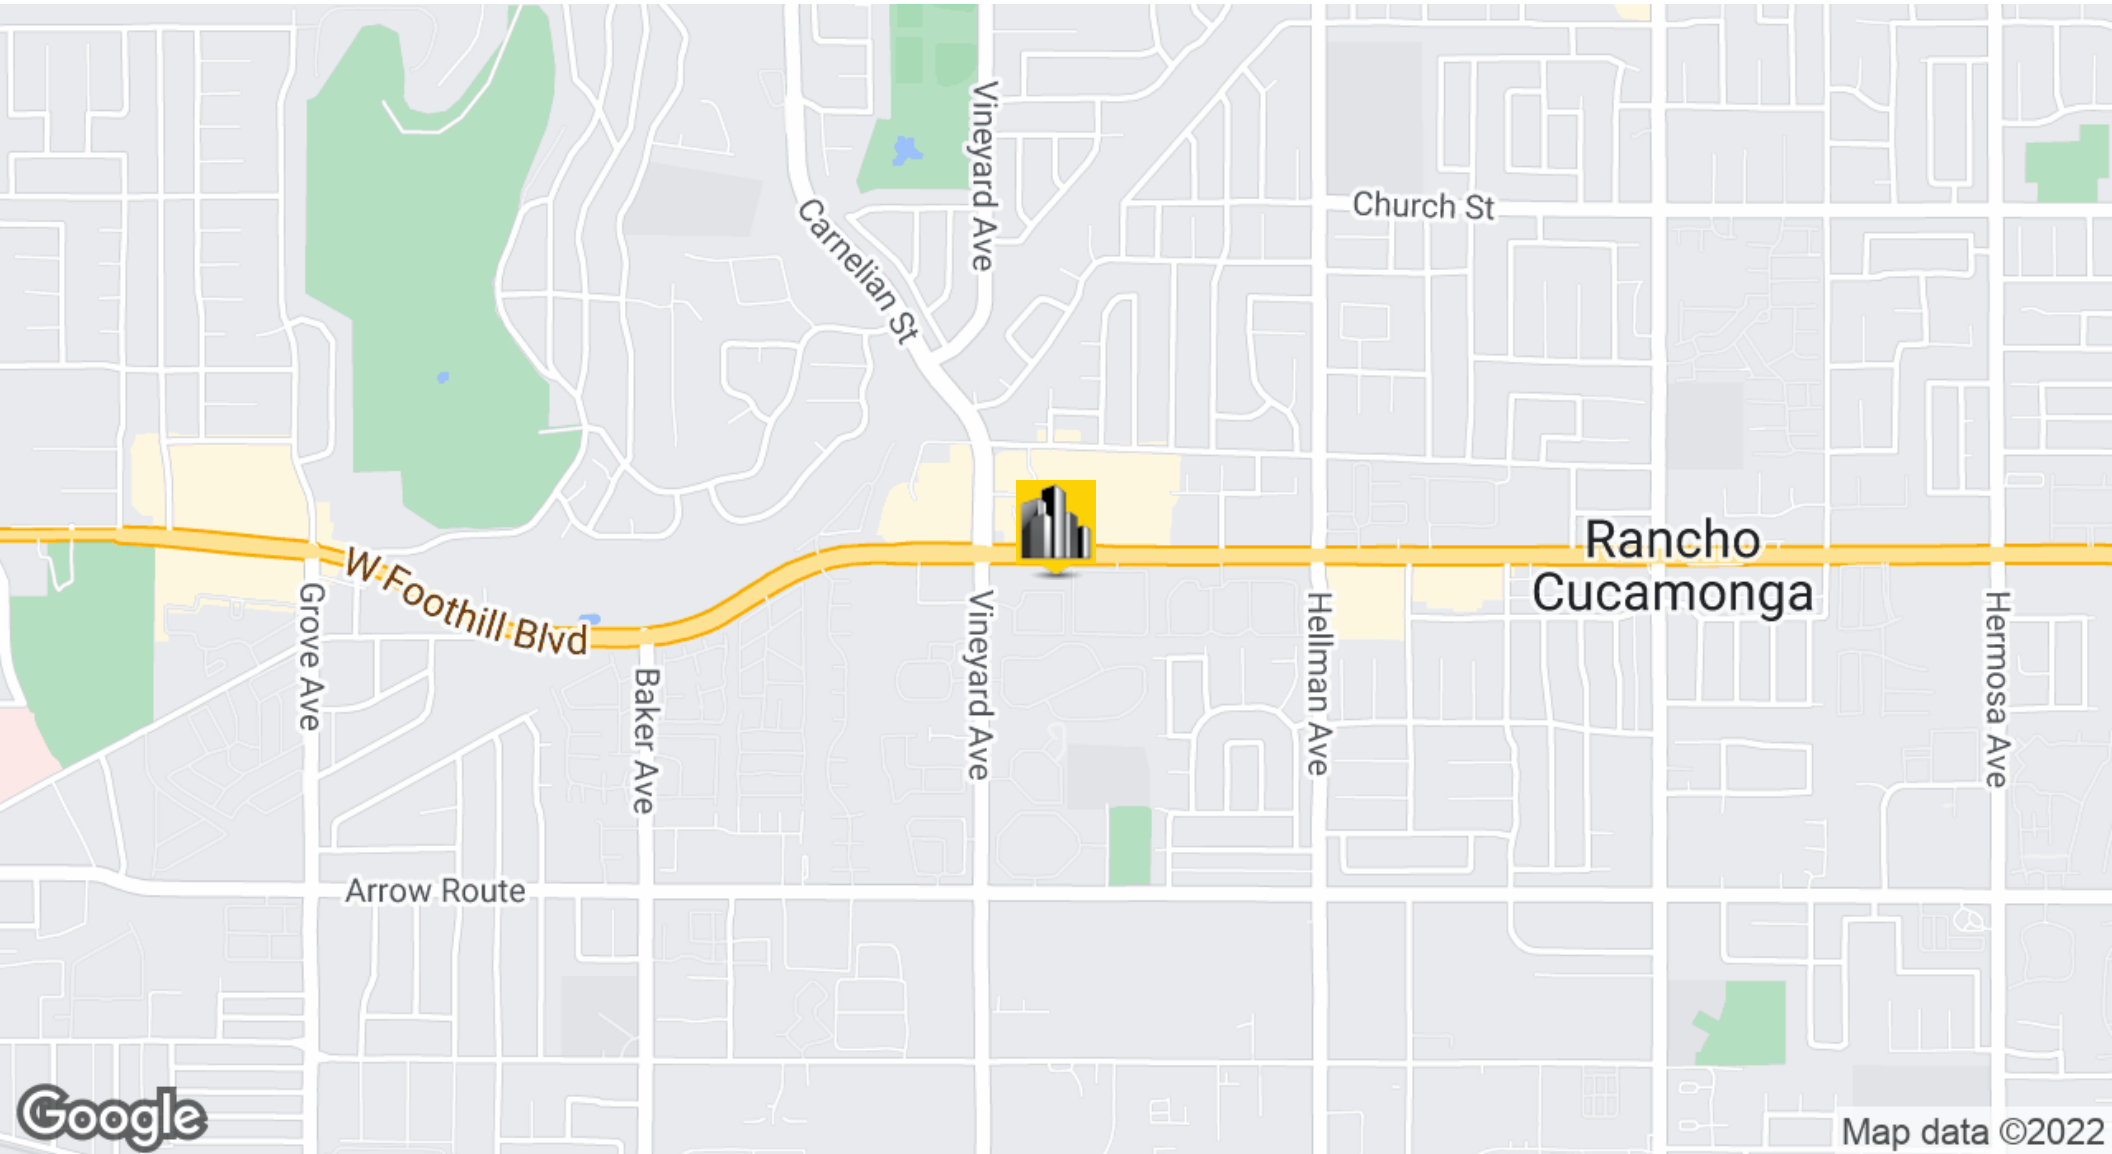 Vineyard Ave
Church St
Carnelian St
Rancho
Cucamonga
W Foothill Blvd
Grove Ave
Vineyard Ave
Hellman Ave
Hermosa Ave
Baker Ave
Arrow Route
Google
Map data ©2022